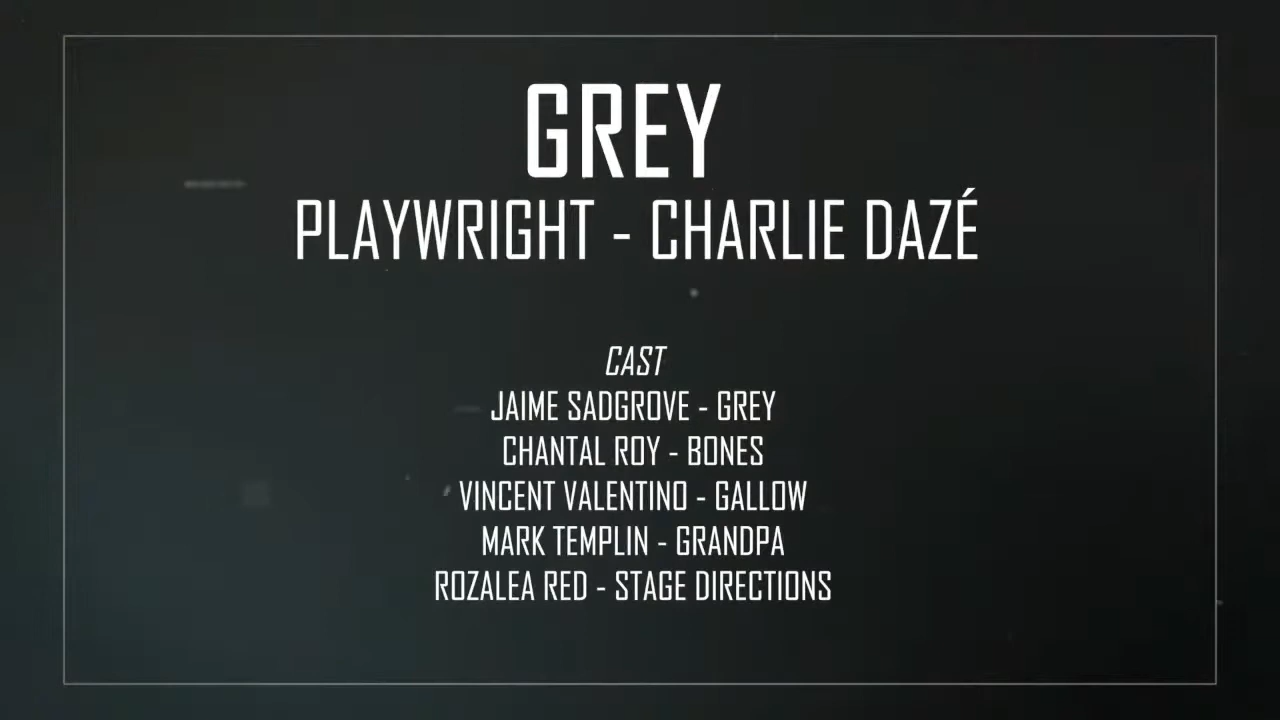 GREY
PLAYWRIGHT - CHARLIE DAZÉ
CAST
JAIME SADGROVE - GREY
CHANTAL ROY - BONES
VINCENT VALENTINO - GALLOW
MARK TEMPLIN - GRANDPA
ROZALEA RED - STAGE DIRECTIONS